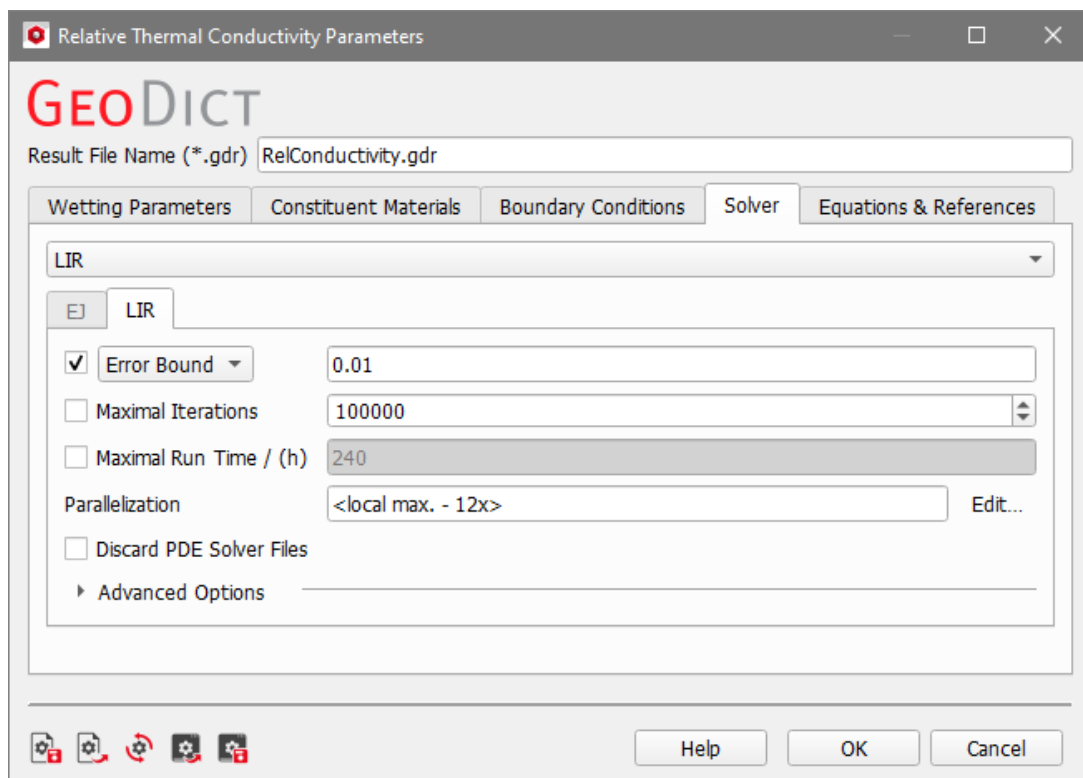 Relative Thermal Conductivity Parameters
GEODICT
Result File Name (*.gdr) RelConductivity.gdr
Wetting Parameters Constituent Materials Boundary Conditions Solver Equations & References
LIR
EJ LIR
Error Bound 0.01
Maximal Iterations 100000
Maximal Run Time / (h) 240
Parallelization <local max. - 12x> Edit...
Discard PDE Solver Files
Advanced Options
Help OK Cancel